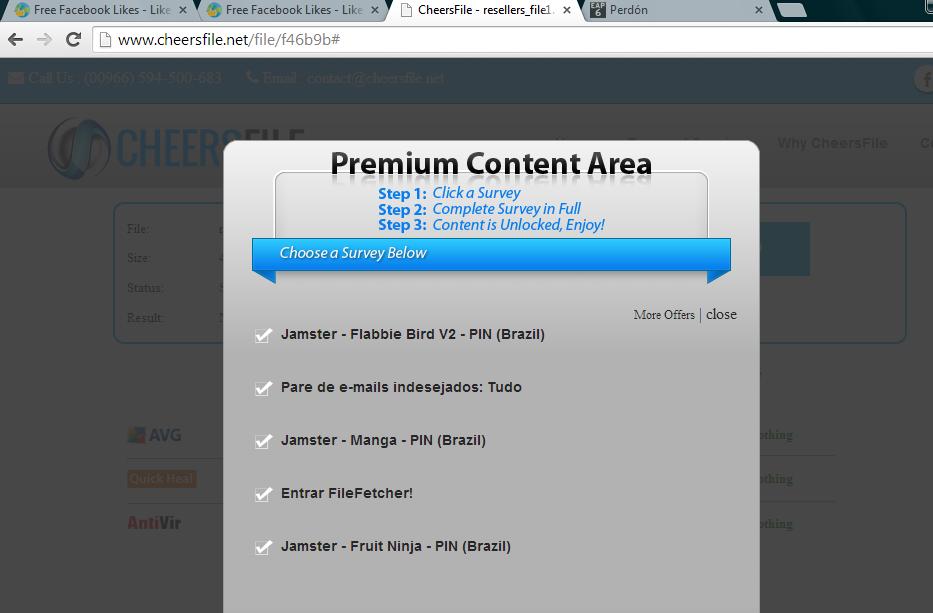 Free Facebook Likes - Like
Free Facebook Likes - Like
CheersFile - resellers_file1.
EAP 6 Perdón
www.cheersfile.net/file/f46b9b#
Call Us : (00966) 594-500-683 Email : contact@cheersfile.net
CHEERSFILE
Why CheersFile
Premium Content Area
Step 1: Click a Survey
Step 2: Complete Survey in Full
Step 3: Content is Unlocked, Enjoy!
Choose a Survey Below
File:
Size:
Status:
Result:
More Offers | close
Jamster - Flabbie Bird V2 - PIN (Brazil)
Pare de e-mails indesejados: Tudo
AVG
Jamster - Manga - PIN (Brazil)
Quick Heal
Entrar FileFetcher!
AntiVir
Jamster - Fruit Ninja - PIN (Brazil)